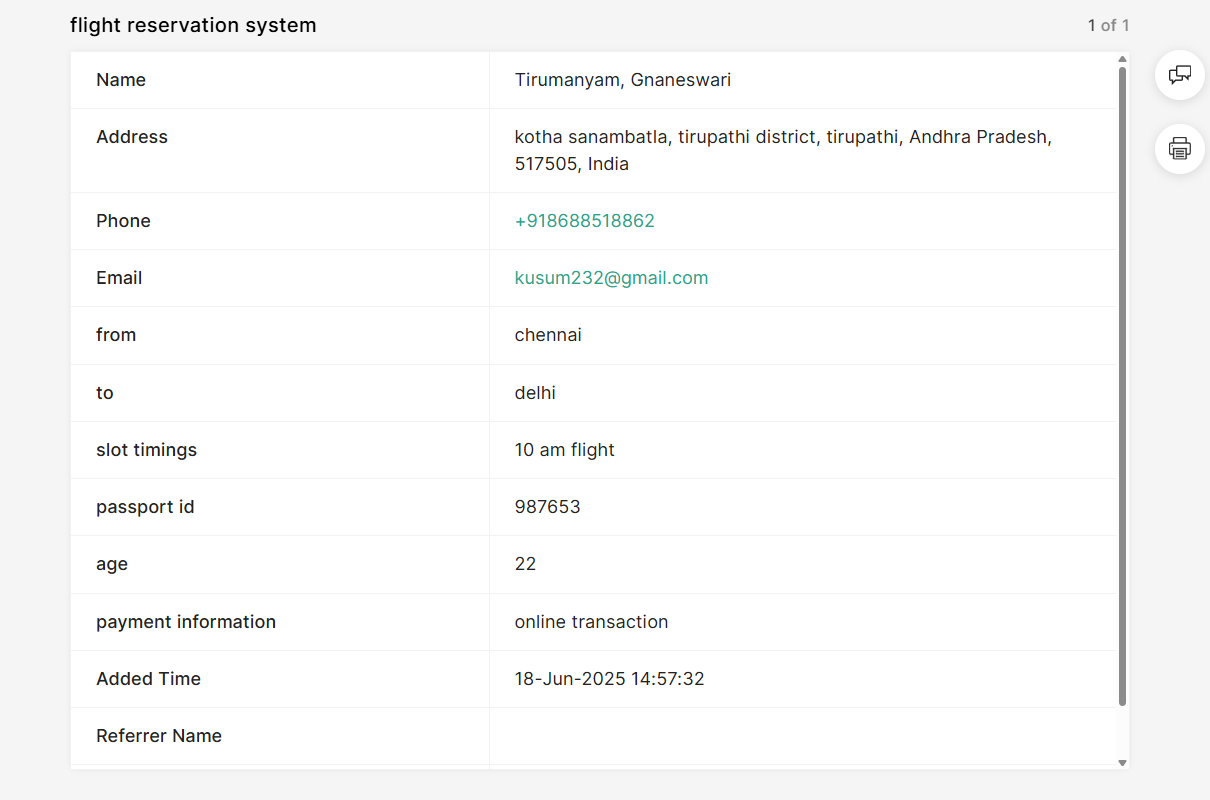 flight reservation system
1 of 1
Name
Tirumanyam, Gnaneswari
Address
kotha sanambatla, tirupathi district, tirupathi, Andhra Pradesh,
517505, India
Phone
+918688518862
Email
kusum232@gmail.com
from
chennai
to
delhi
slot timings
10 am flight
passport id
987653
age
22
payment information
online transaction
Added Time
18-Jun-2025 14:57:32
Referrer Name